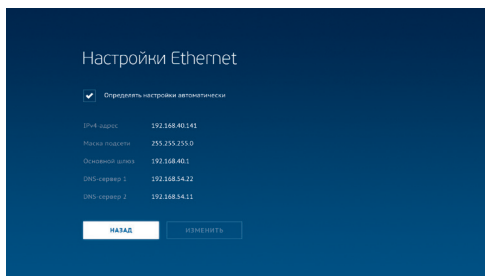 Настройки Ethernet
Определять настройки автоматически
IPv4-адрес 192.168.40.141
Маска подсети 255.255.255.0
Основной шлюз 192.168.40.1
DNS-сервер 1 192.168.54.22
DNS-сервер 2 192.168.54.11
НАЗАД ИЗМЕНИТЬ